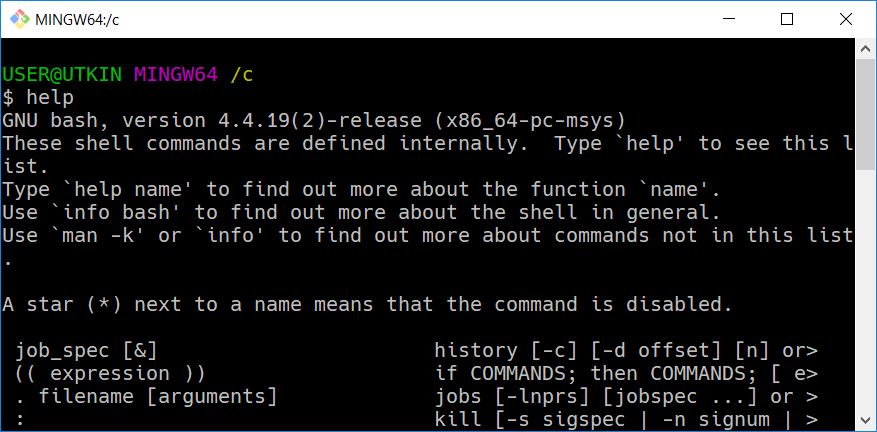 MINGW64:/c
USER@UTKIN MINGW64 /c
$ help
GNU bash, version 4.4.19(2)-release (x86_64-pc-msys)
These shell commands are defined internally.  Type `help' to see this l
ist.
Type `help name' to find out more about the function `name'.
Use `info bash' to find out more about the shell in general.
Use `man -k' or `info' to find out more about commands not in this list
.
A star (*) next to a name means that the command is disabled.
 job_spec [&]                       history [-c] [-d offset] [n] or>
 (( expression ))                   if COMMANDS; then COMMANDS; [ e>
 . filename [arguments]             jobs [-lnprs] [jobspec ...] or >
 :                                  kill [-s sigspec | -n signum | >